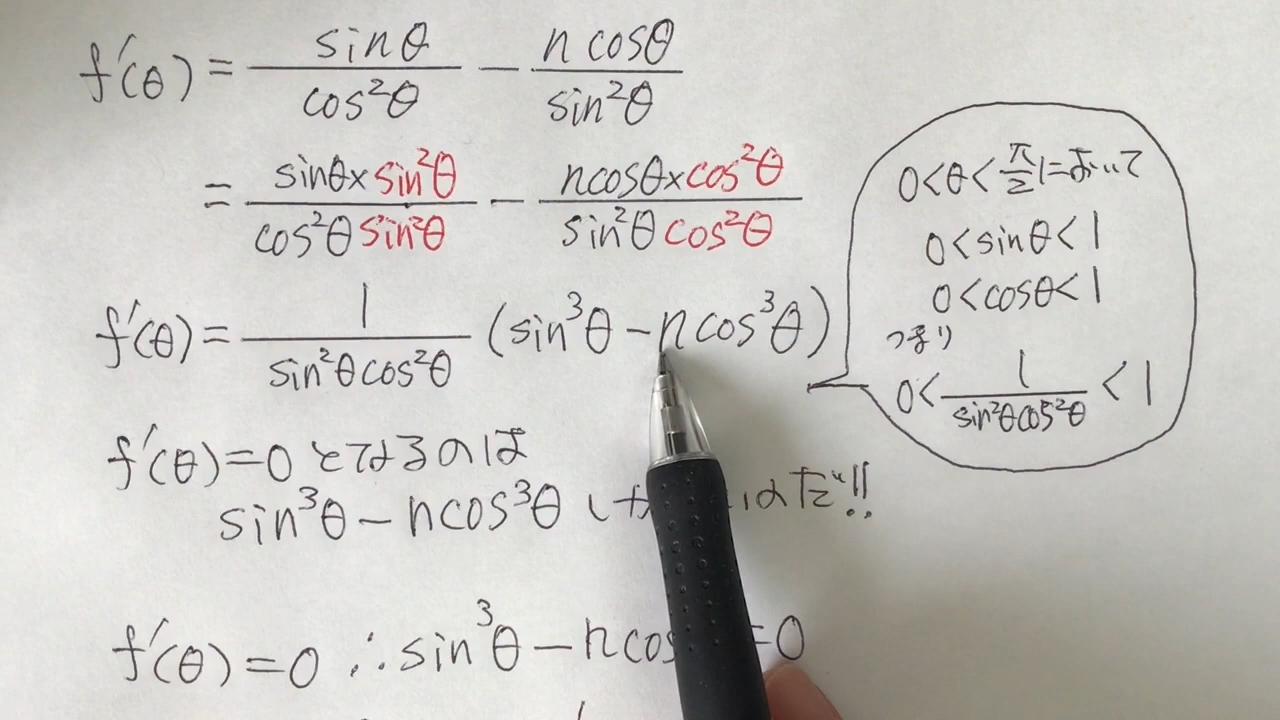 f'(θ) = sinθ/cos²θ − ncosθ/sin²θ
= sinθ×sin²θ/cos²θsin²θ − ncosθ×cos²θ/sin²θcos²θ
f'(θ) = 1/sin²θcos²θ (sin³θ − ncos³θ)
f'(θ)=0となるのは
sin³θ − ncos³θ しか だ!!
f'(θ)=0 ∴sin³θ − ncos =0
0<θ<π/2において
0<sinθ<1
0<cosθ<1
つまり
0<1/sin²θcos²θ<1